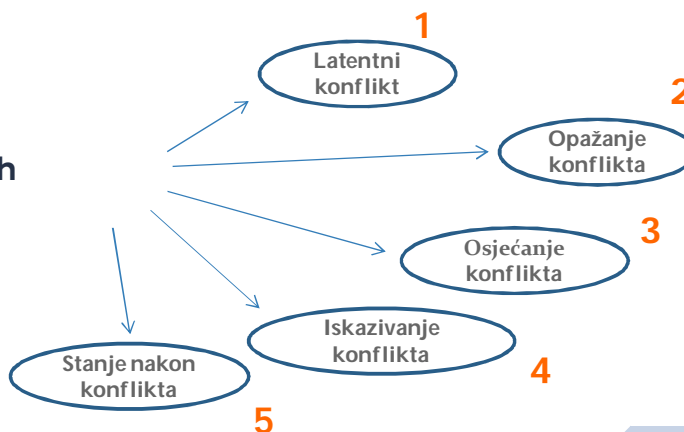 1
Latentni
konflikt
2
Opažanje
konflikta
h
3
Osjećanje
konflikta
Iskazivanje
konflikta
4
Stanje nakon
konflikta
5